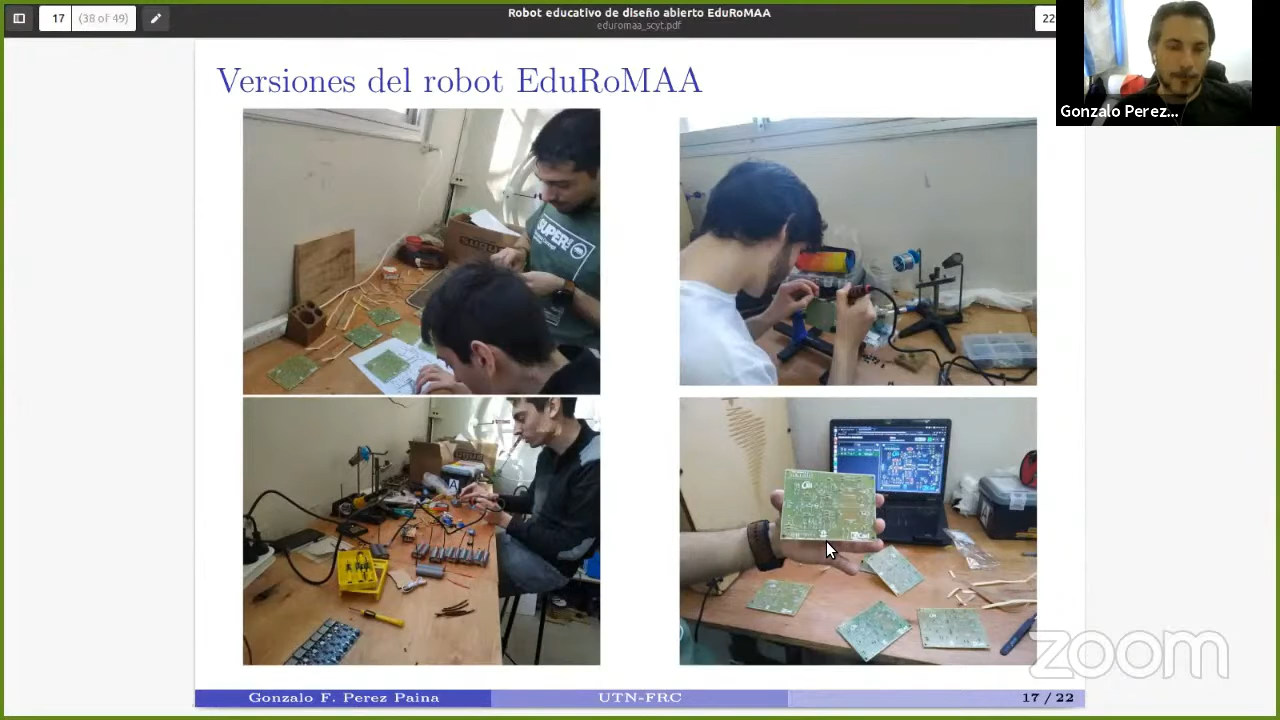 17
(38 of 49)
Robot educativo de diseño abierto EduRoMAA
eduromaa_scyt.pdf
22
Gonzalo Perez...
Versiones del robot EduRoMAA
SUPER
zoom
Gonzalo F. Perez Paina
UTN-FRC
17 / 22